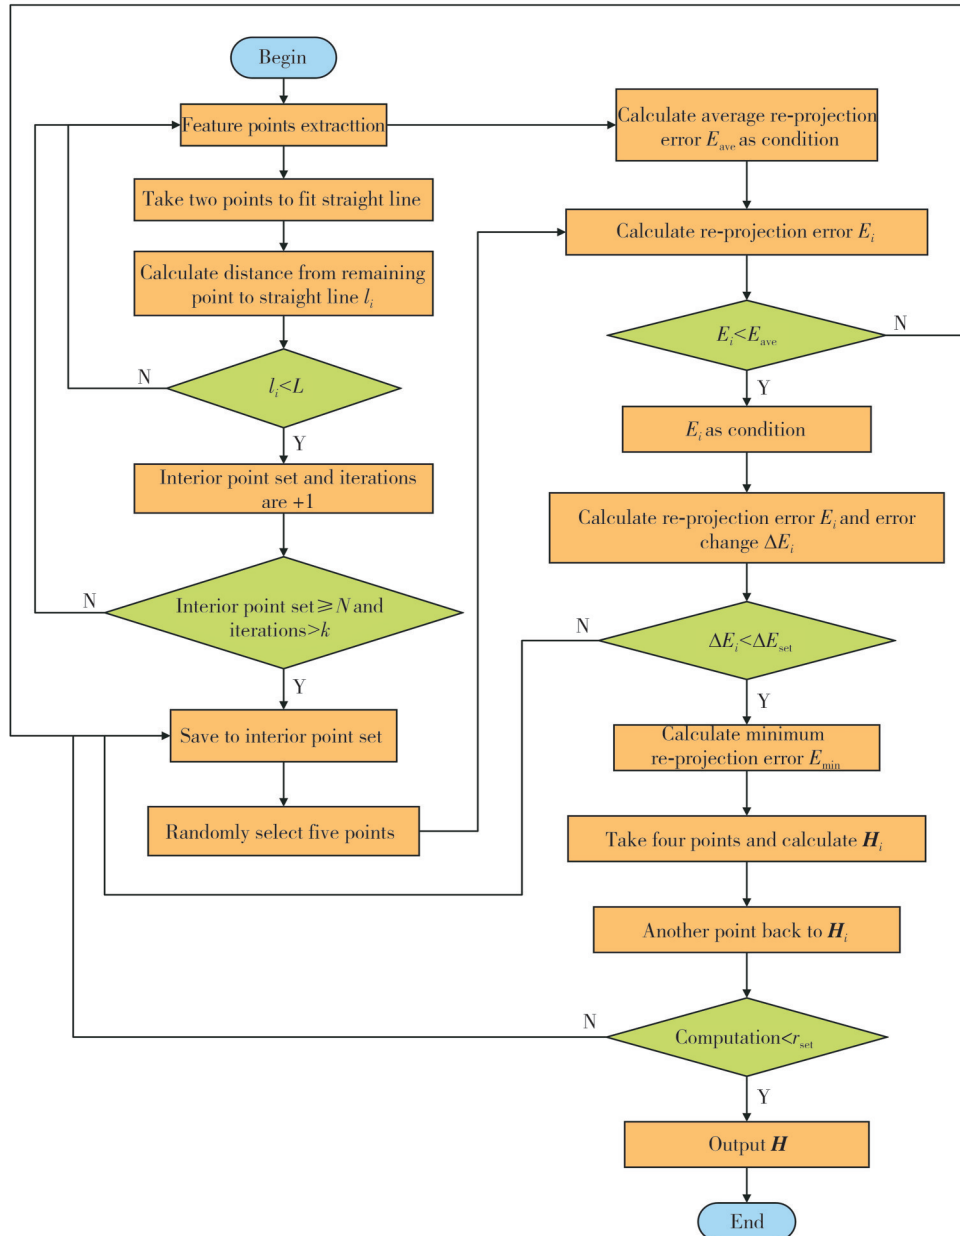 Begin
Feature points extracttion
Take two points to fit straight line
Calculate distance from remaining
point to straight line l_i
N
l_i<L
Y
Interior point set and iterations
are +1
N
Interior point set⩾N and
iterations>k
Y
Save to interior point set
Randomly select five points
Calculate average re-projection
error E_ave as condition
Calculate re-projection error E_i
E_i<E_ave
N
Y
E_i as condition
Calculate re-projection error E_i and error
change ΔE_i
N
ΔE_i<ΔE_set
Y
Calculate minimum
re-projection error E_min
Take four points and calculate H_i
Another point back to H_i
N
Computation<r_set
Y
Output H
End